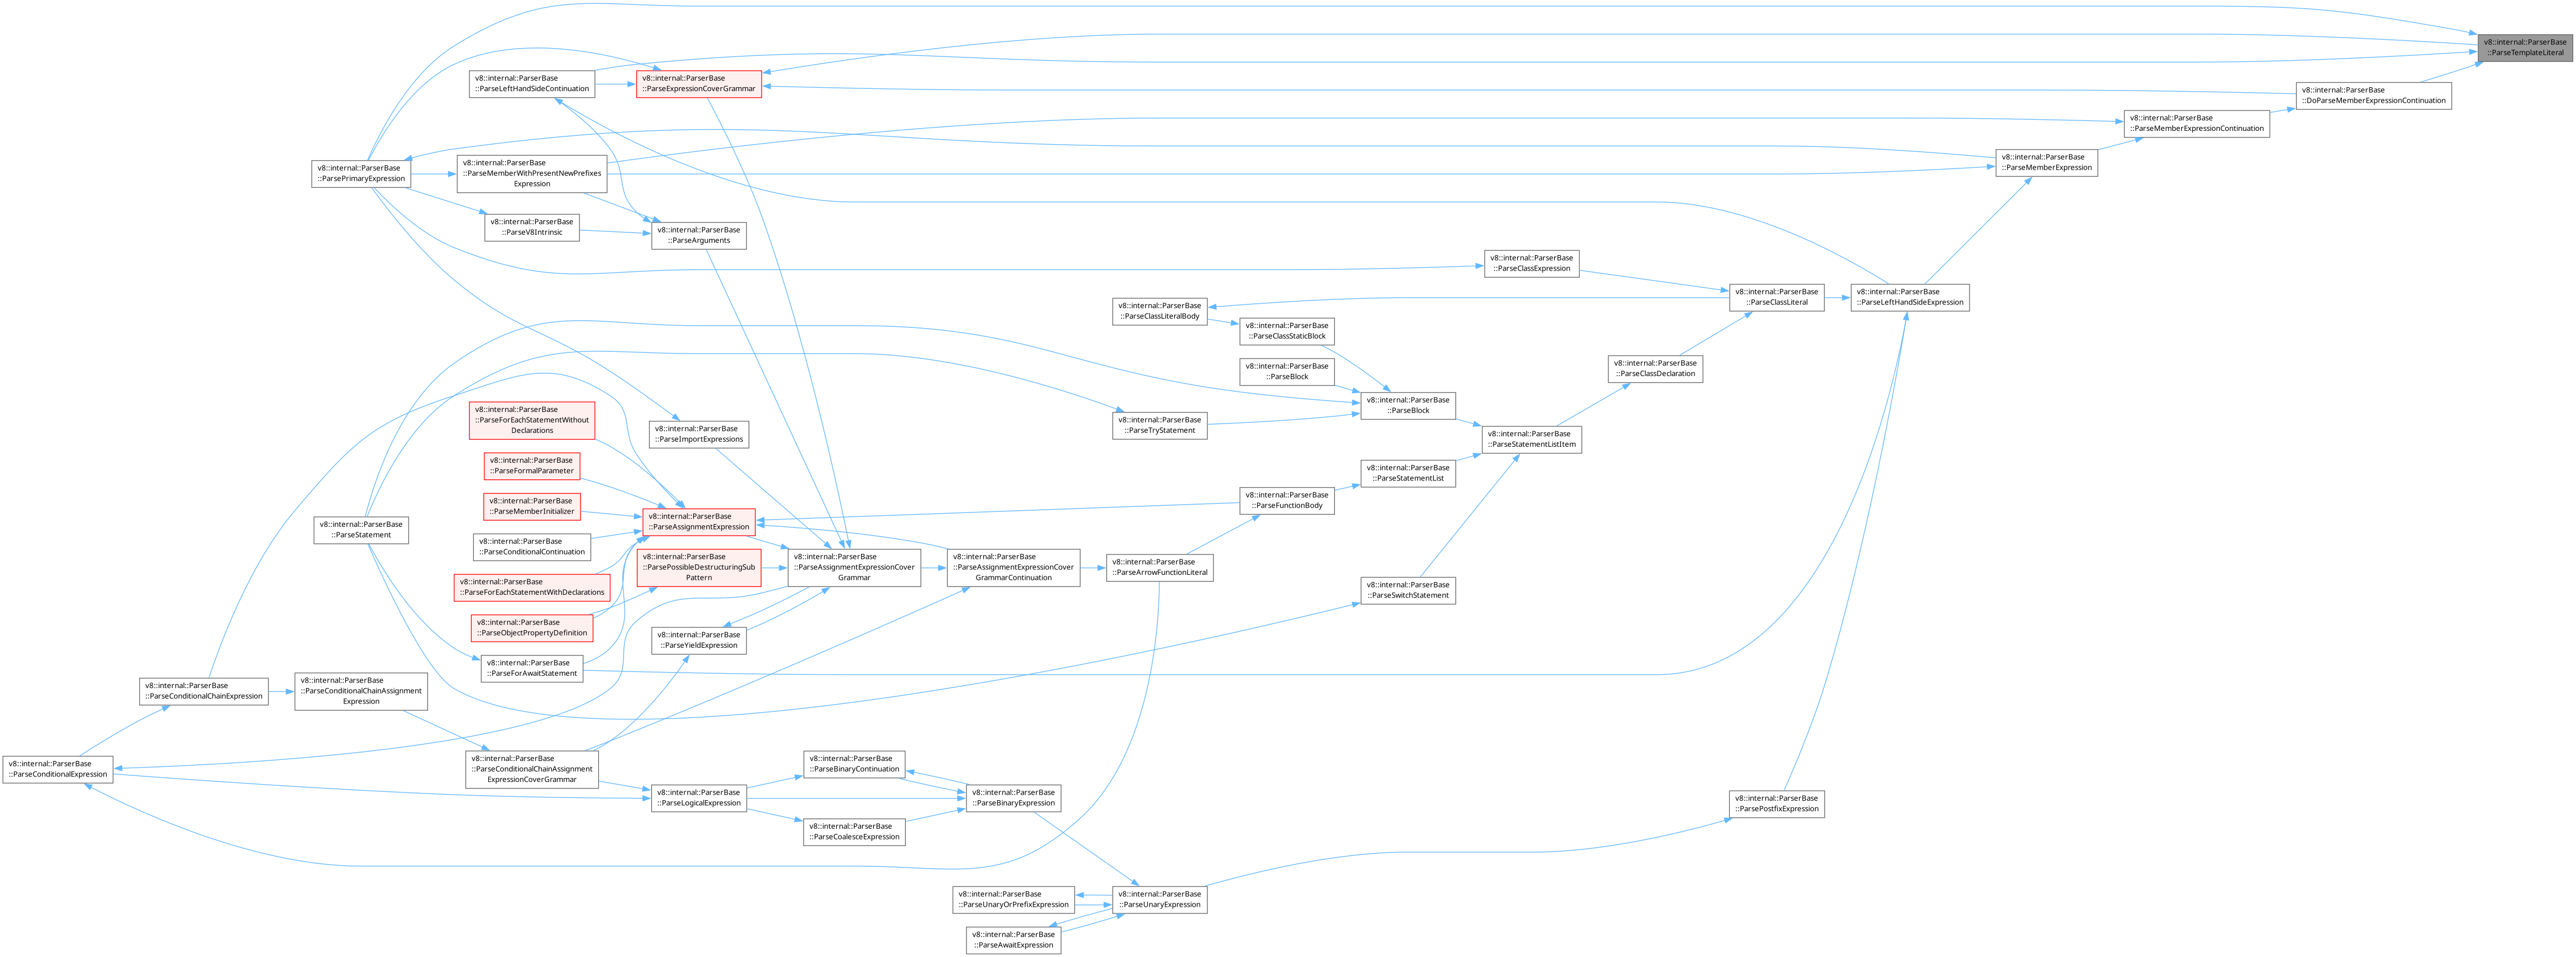 v8::internal::ParserBase
::ParseTemplateLiteral
v8::internal::ParserBase
::ParseLeftHandSideContinuation
v8::internal::ParserBase
::ParseExpressionCoverGrammar
v8::internal::ParserBase
::DoParseMemberExpressionContinuation
v8::internal::ParserBase
::ParseMemberExpressionContinuation
v8::internal::ParserBase
::ParsePrimaryExpression
v8::internal::ParserBase
::ParseMemberWithPresentNewPrefixes
Expression
v8::internal::ParserBase
::ParseMemberExpression
v8::internal::ParserBase
::ParseV8Intrinsic
v8::internal::ParserBase
::ParseArguments
v8::internal::ParserBase
::ParseClassExpression
v8::internal::ParserBase
::ParseClassLiteralBody
v8::internal::ParserBase
::ParseClassLiteral
v8::internal::ParserBase
::ParseLeftHandSideExpression
v8::internal::ParserBase
::ParseClassStaticBlock
v8::internal::ParserBase
::ParseBlock
v8::internal::ParserBase
::ParseClassDeclaration
v8::internal::ParserBase
::ParseBlock
v8::internal::ParserBase
::ParseForEachStatementWithout
Declarations
v8::internal::ParserBase
::ParseImportExpressions
v8::internal::ParserBase
::ParseTryStatement
v8::internal::ParserBase
::ParseStatementListItem
v8::internal::ParserBase
::ParseFormalParameter
v8::internal::ParserBase
::ParseStatementList
v8::internal::ParserBase
::ParseMemberInitializer
v8::internal::ParserBase
::ParseFunctionBody
v8::internal::ParserBase
::ParseStatement
v8::internal::ParserBase
::ParseAssignmentExpression
v8::internal::ParserBase
::ParseConditionalContinuation
v8::internal::ParserBase
::ParsePossibleDestructuringSub
Pattern
v8::internal::ParserBase
::ParseAssignmentExpressionCover
Grammar
v8::internal::ParserBase
::ParseAssignmentExpressionCover
GrammarContinuation
v8::internal::ParserBase
::ParseArrowFunctionLiteral
v8::internal::ParserBase
::ParseForEachStatementWithDeclarations
v8::internal::ParserBase
::ParseSwitchStatement
v8::internal::ParserBase
::ParseObjectPropertyDefinition
v8::internal::ParserBase
::ParseYieldExpression
v8::internal::ParserBase
::ParseForAwaitStatement
v8::internal::ParserBase
::ParseConditionalChainExpression
v8::internal::ParserBase
::ParseConditionalChainAssignment
Expression
v8::internal::ParserBase
::ParseConditionalExpression
v8::internal::ParserBase
::ParseConditionalChainAssignment
ExpressionCoverGrammar
v8::internal::ParserBase
::ParseBinaryContinuation
v8::internal::ParserBase
::ParseLogicalExpression
v8::internal::ParserBase
::ParseBinaryExpression
v8::internal::ParserBase
::ParsePostfixExpression
v8::internal::ParserBase
::ParseCoalesceExpression
v8::internal::ParserBase
::ParseUnaryOrPrefixExpression
v8::internal::ParserBase
::ParseUnaryExpression
v8::internal::ParserBase
::ParseAwaitExpression